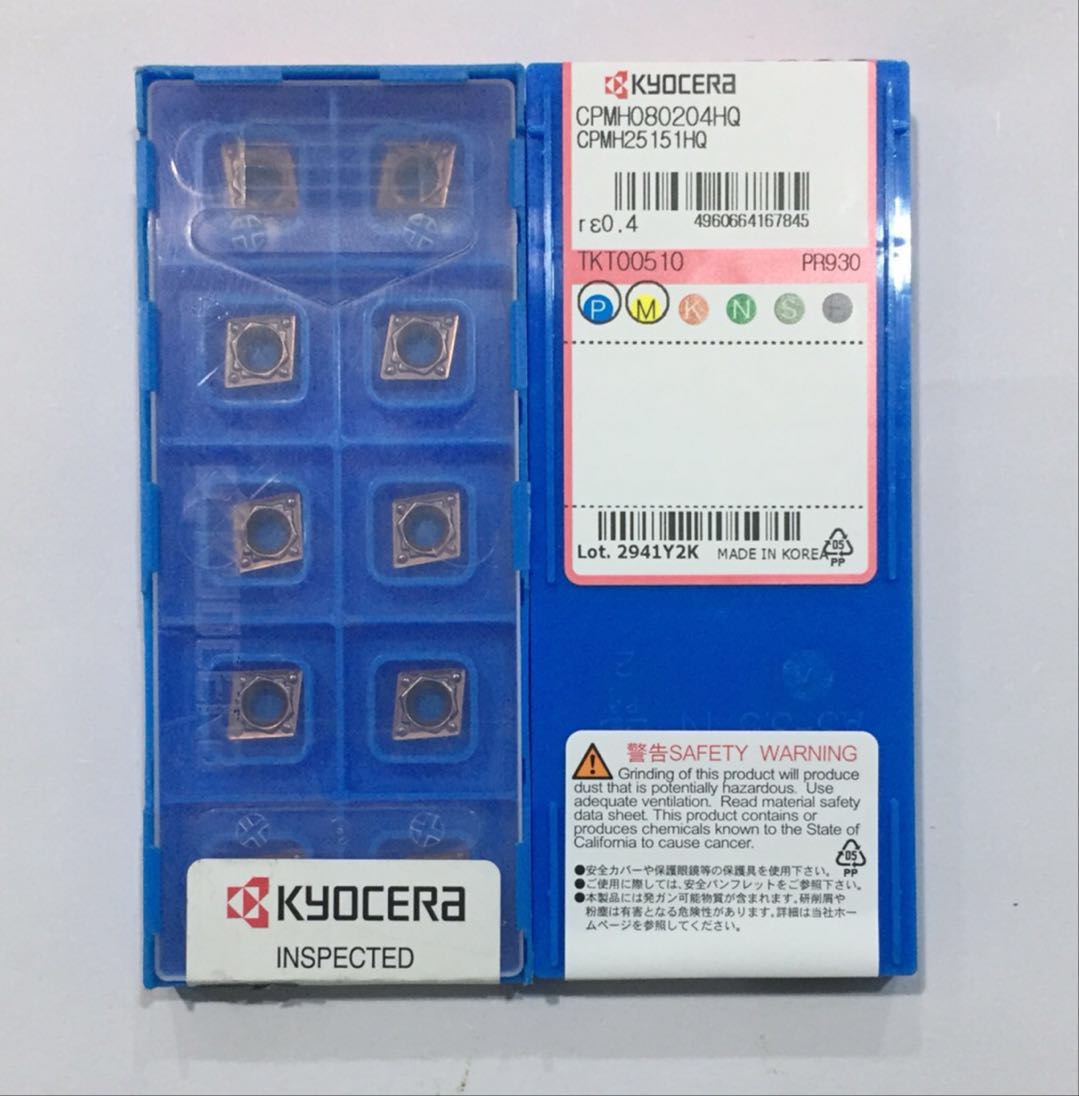 KYOCERA
INSPECTED
KYOCERA
CPMH080204HQ
CPMH25151HQ
rε0.4
4960664167845
TKT00510 PR930
P M K N S
Lot. 2941Y2K MADE IN KOREA
05
PP
警告SAFETY WARNING
Grinding of this product will produce
dust that is potentially hazardous. Use
adequate ventilation. Read material safety
data sheet. This product contains or
produces chemicals known to the State of
California to cause cancer.
05
PP
●安全カバーや保護眼鏡等の保護具を使用下さい。
●ご使用に際しては、安全パンフレットをご参照下さい。
●本製品には発ガン可能物質が含まれます。研削屑や
粉塵は有害となる危険性があります。詳細は当社ホー
ムページを参照してください。